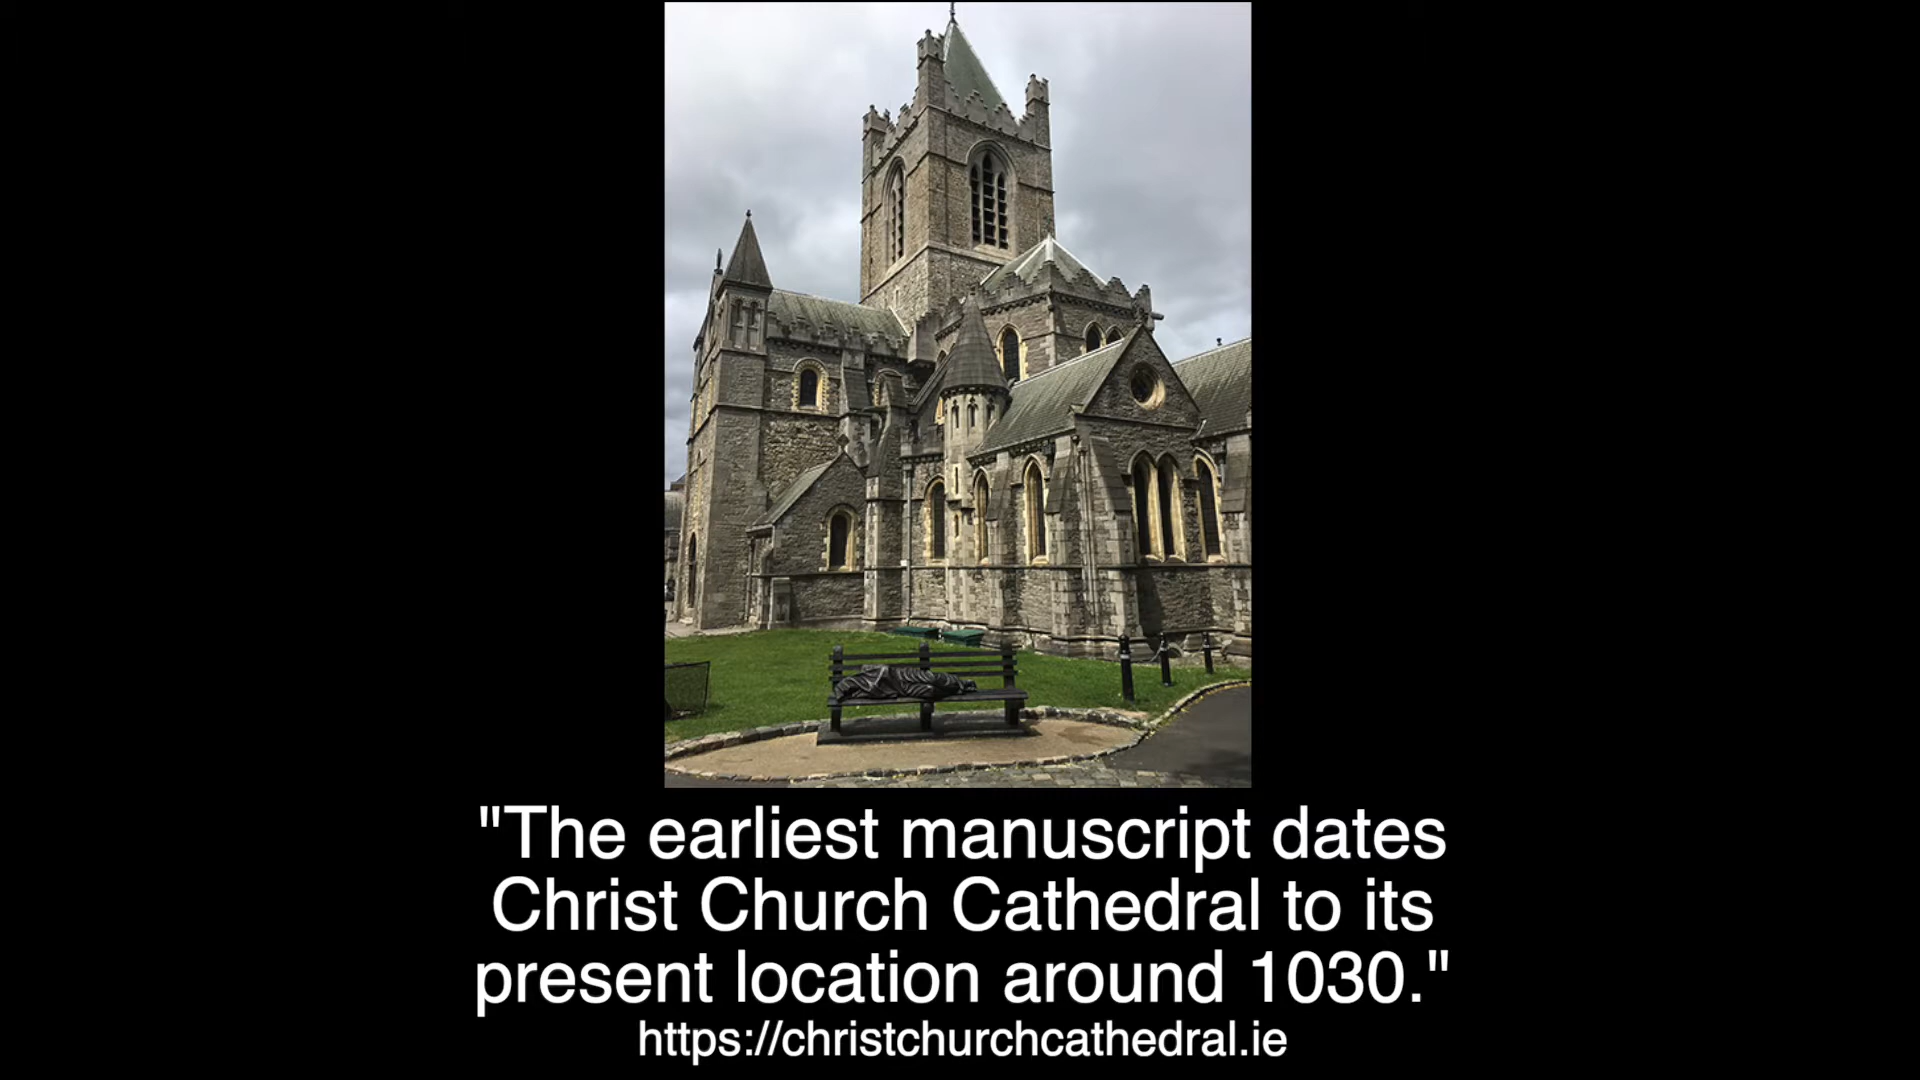 "The earliest manuscript dates
Christ Church Cathedral to its
present location around 1030."
https://christchurchcathedral.ie